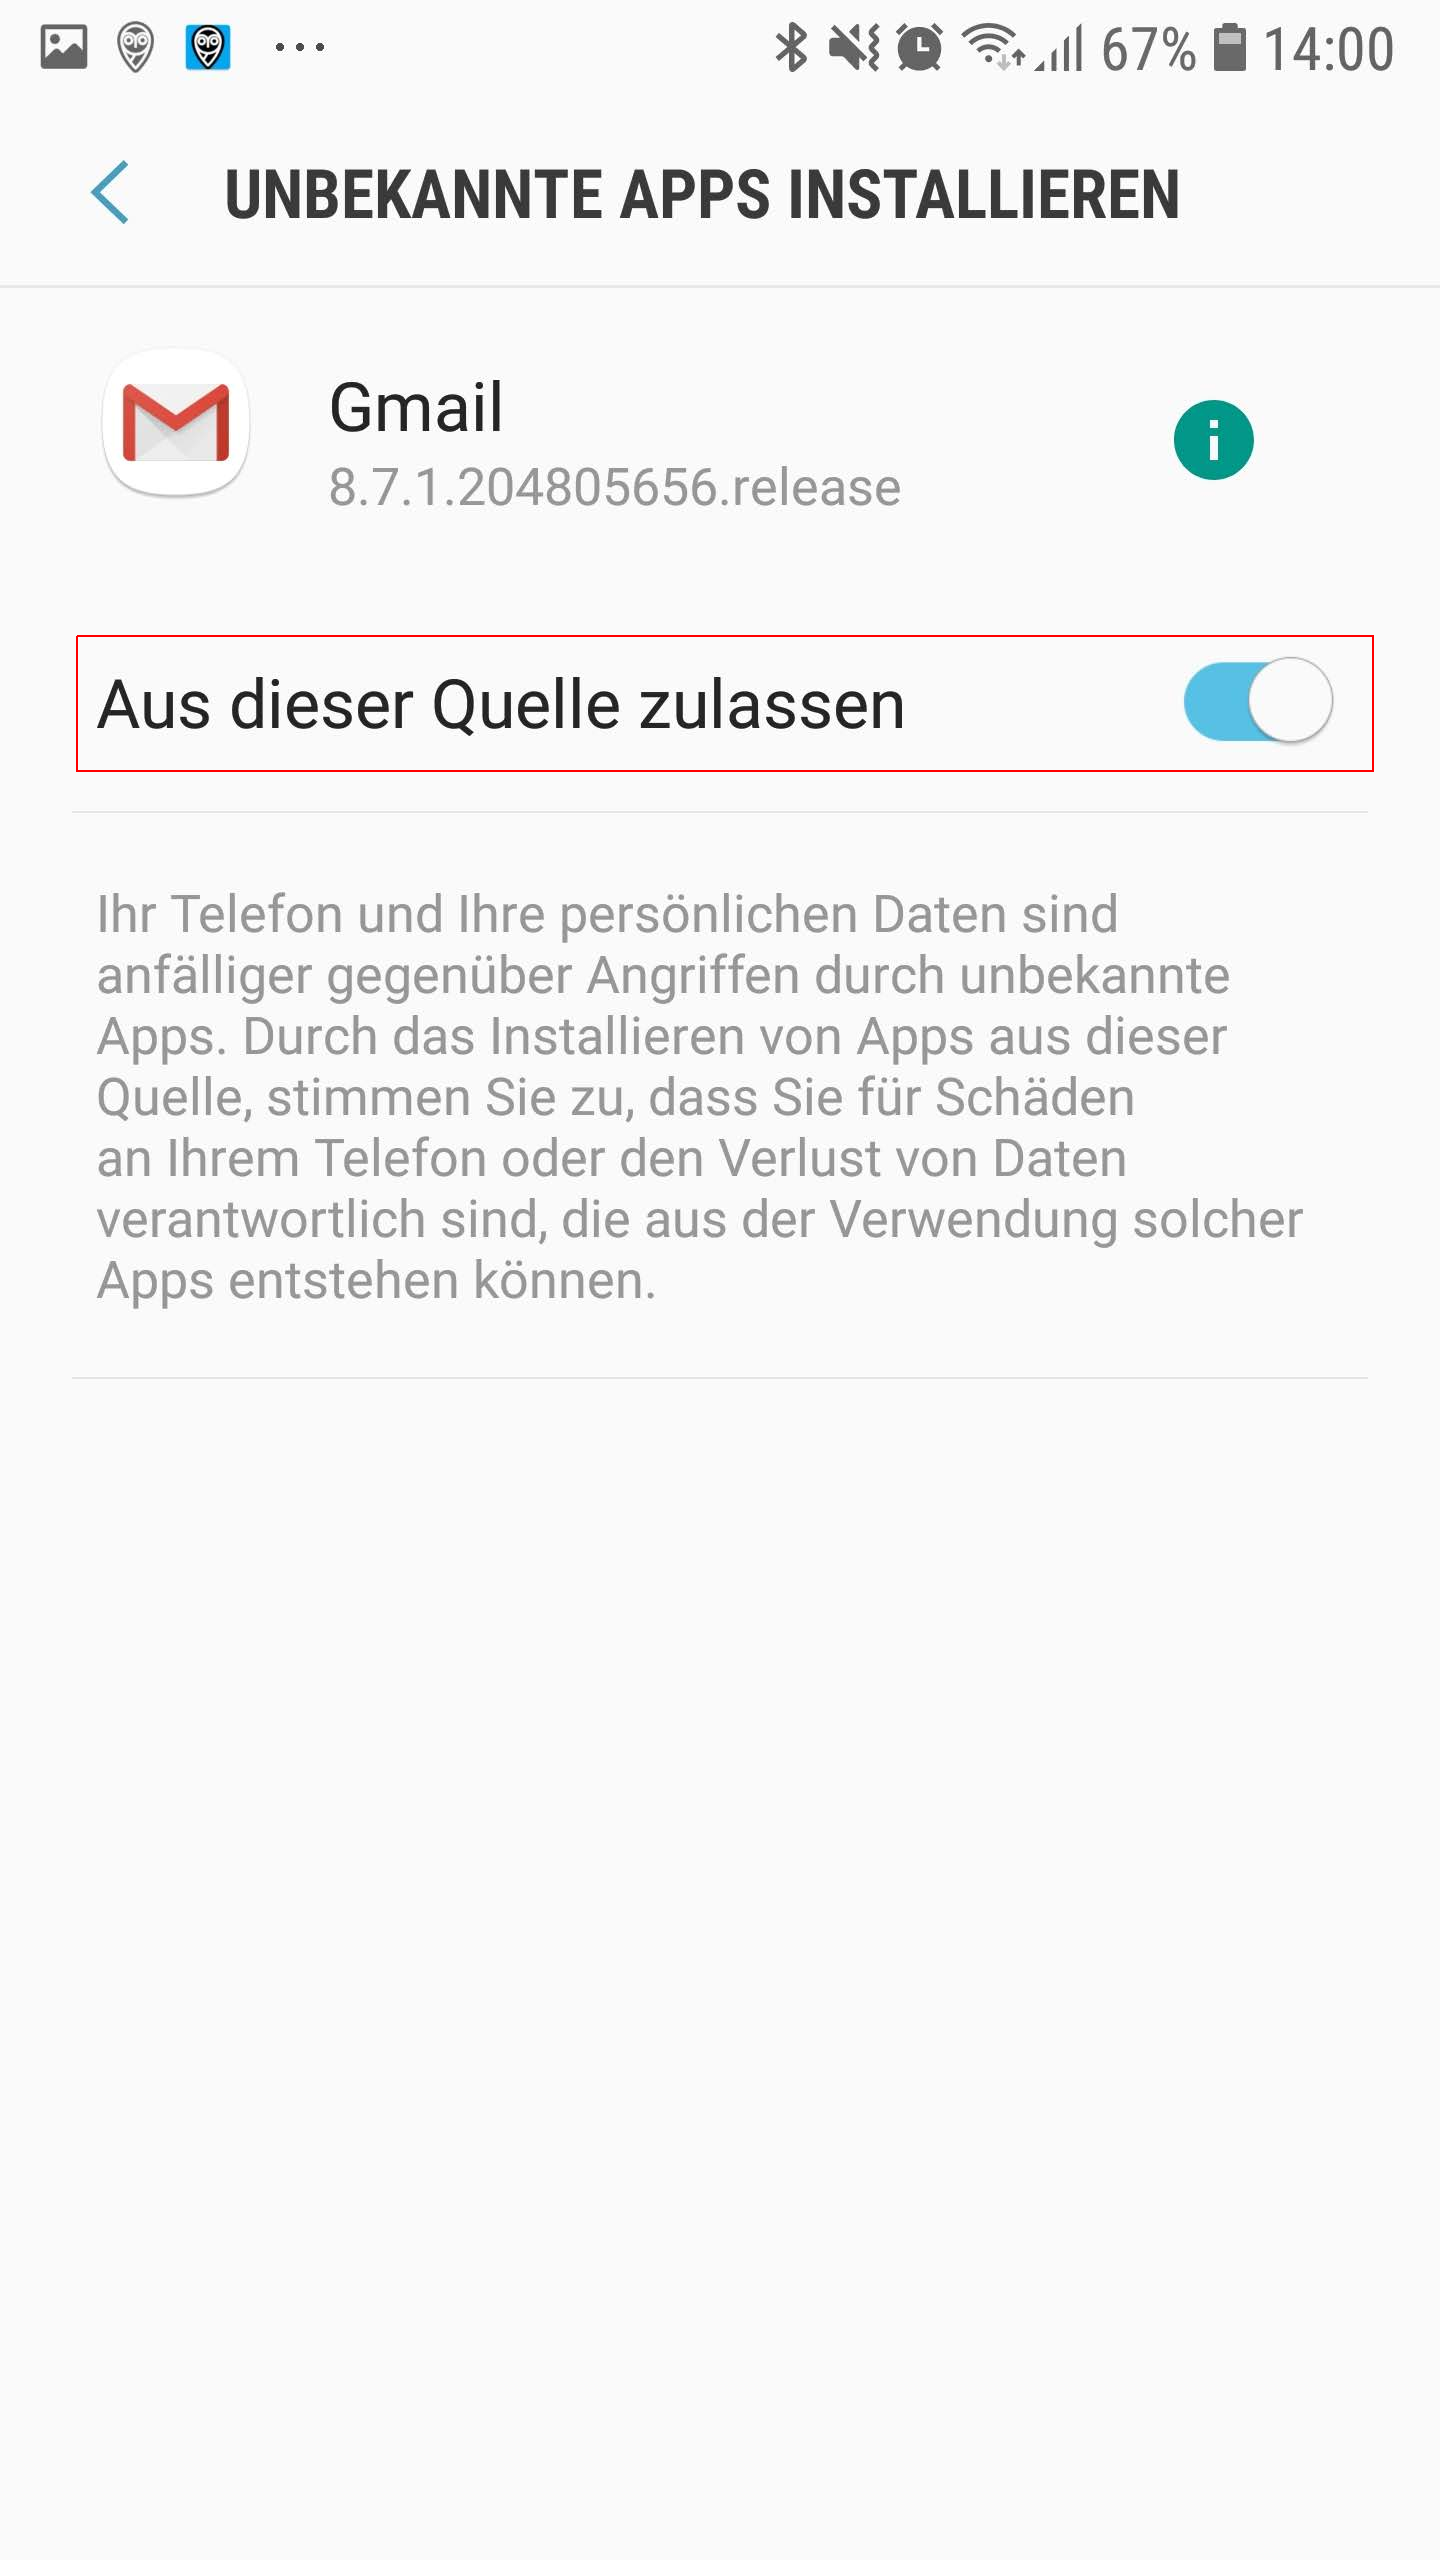 67% 14:00
UNBEKANNTE APPS INSTALLIEREN
Gmail
8.7.1.204805656.release
Aus dieser Quelle zulassen
Ihr Telefon und Ihre persönlichen Daten sind
anfälliger gegenüber Angriffen durch unbekannte
Apps. Durch das Installieren von Apps aus dieser
Quelle, stimmen Sie zu, dass Sie für Schäden
an Ihrem Telefon oder den Verlust von Daten
verantwortlich sind, die aus der Verwendung solcher
Apps entstehen können.